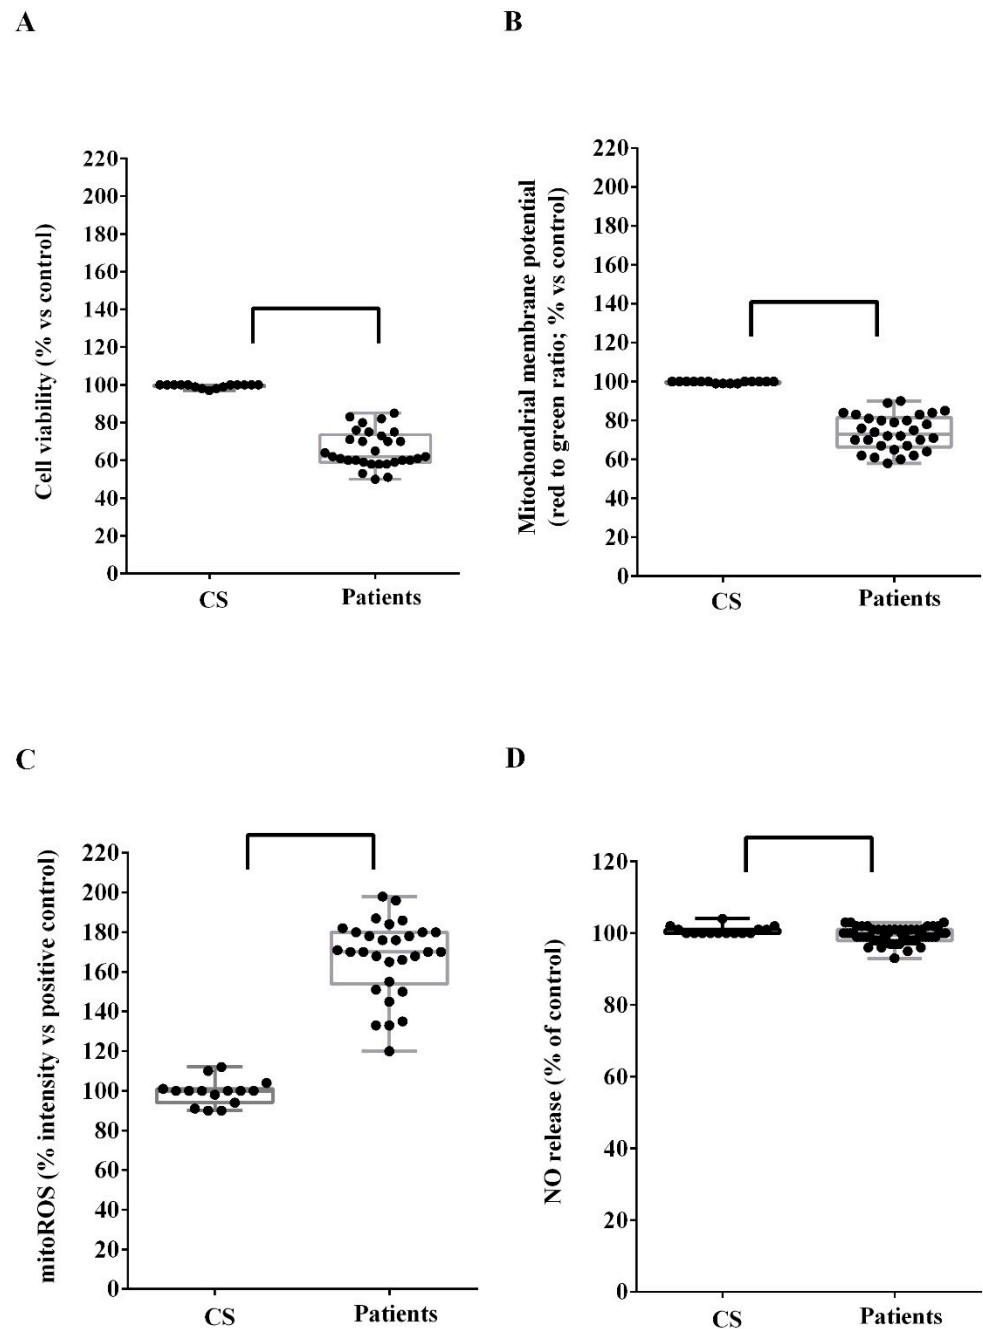 A
B
Cell viability (% vs control)
220
200
180
160
140
120
100
80
60
40
20
0
CS
Patients
Mitochondrial membrane potential
(red to green ratio; % vs control)
220
200
180
160
140
120
100
80
60
40
20
0
CS
Patients
C
D
mitoROS (% intensity vs positive control)
220
200
180
160
140
120
100
80
60
40
20
0
CS
Patients
NO release (% of control)
120
100
80
60
40
20
0
CS
Patients